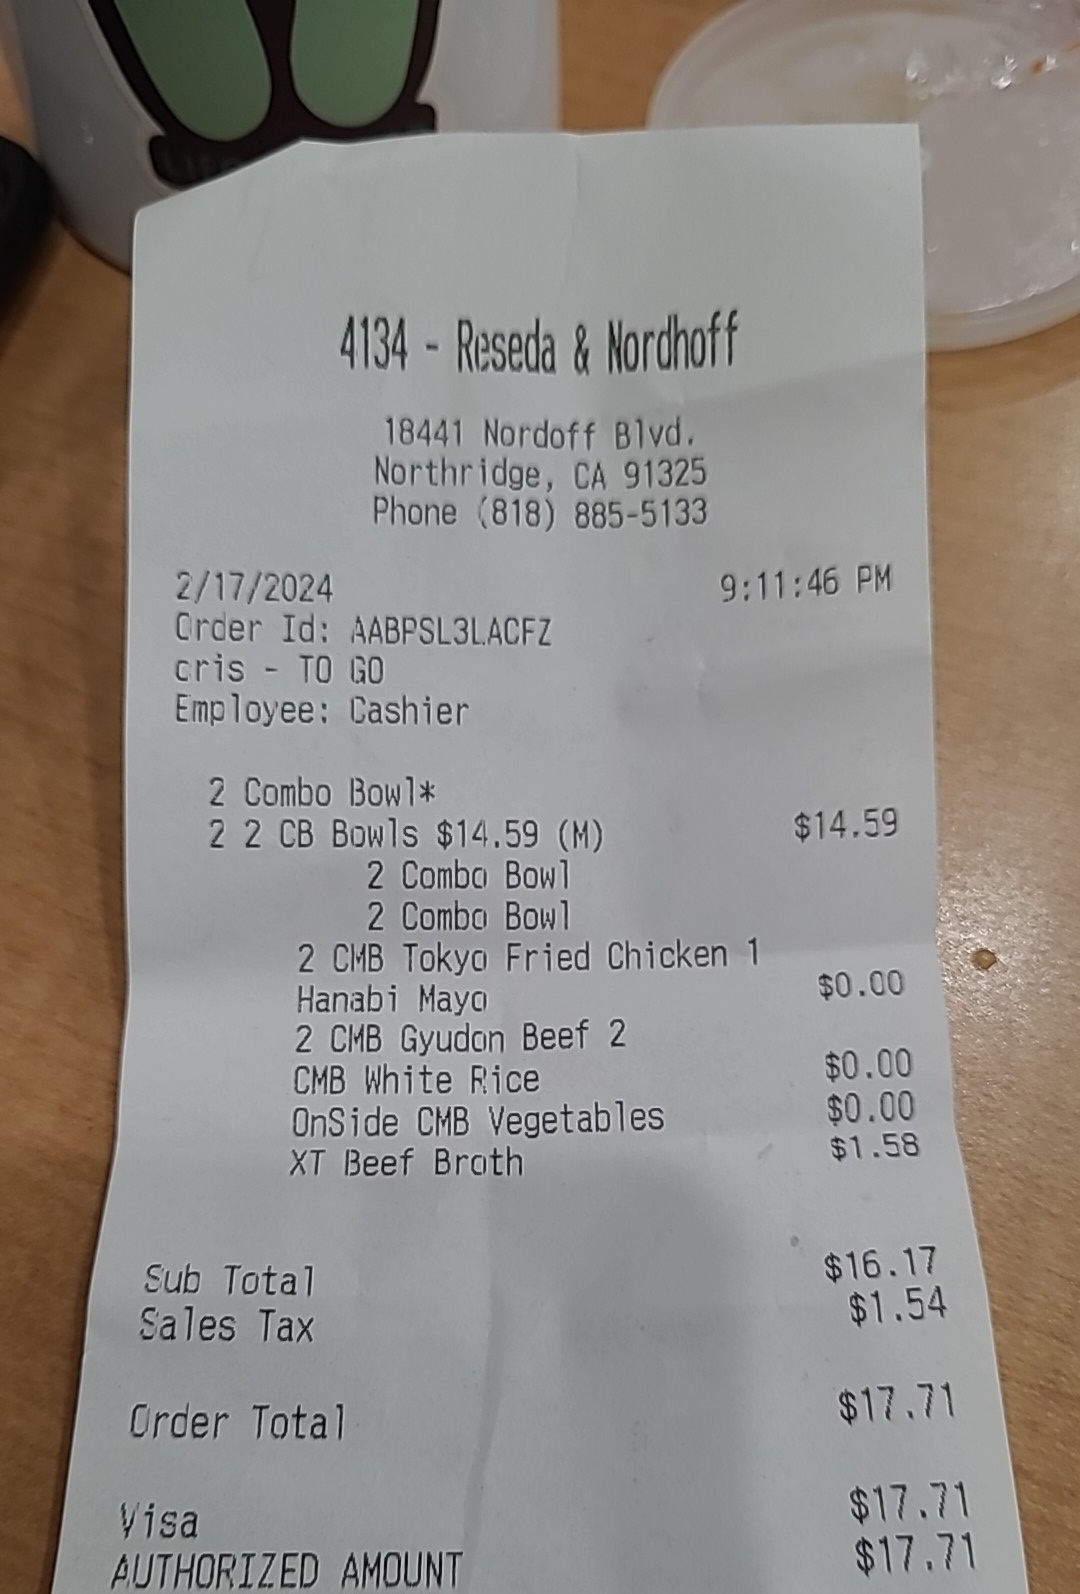 4134 - Reseda & Nordhoff
18441 Nordoff Blvd.
Northridge, CA 91325
Phone (818) 885-5133
2/17/2024 9:11:46 PM
Order Id: AABPSL3LACFZ
cris - TO GO
Employee: Cashier
2 Combo Bowl*
2 2 CB Bowls $14.59 (M) $14.59
2 Combo Bowl
2 Combo Bowl
2 CMB Tokyo Fried Chicken 1
Hanabi Mayo $0.00
2 CMB Gyudon Beef 2
CMB White Rice $0.00
OnSide CMB Vegetables $0.00
XT Beef Broth $1.58
Sub Total $16.17
Sales Tax $1.54
Order Total $17.71
Visa $17.71
AUTHORIZED AMOUNT $17.71